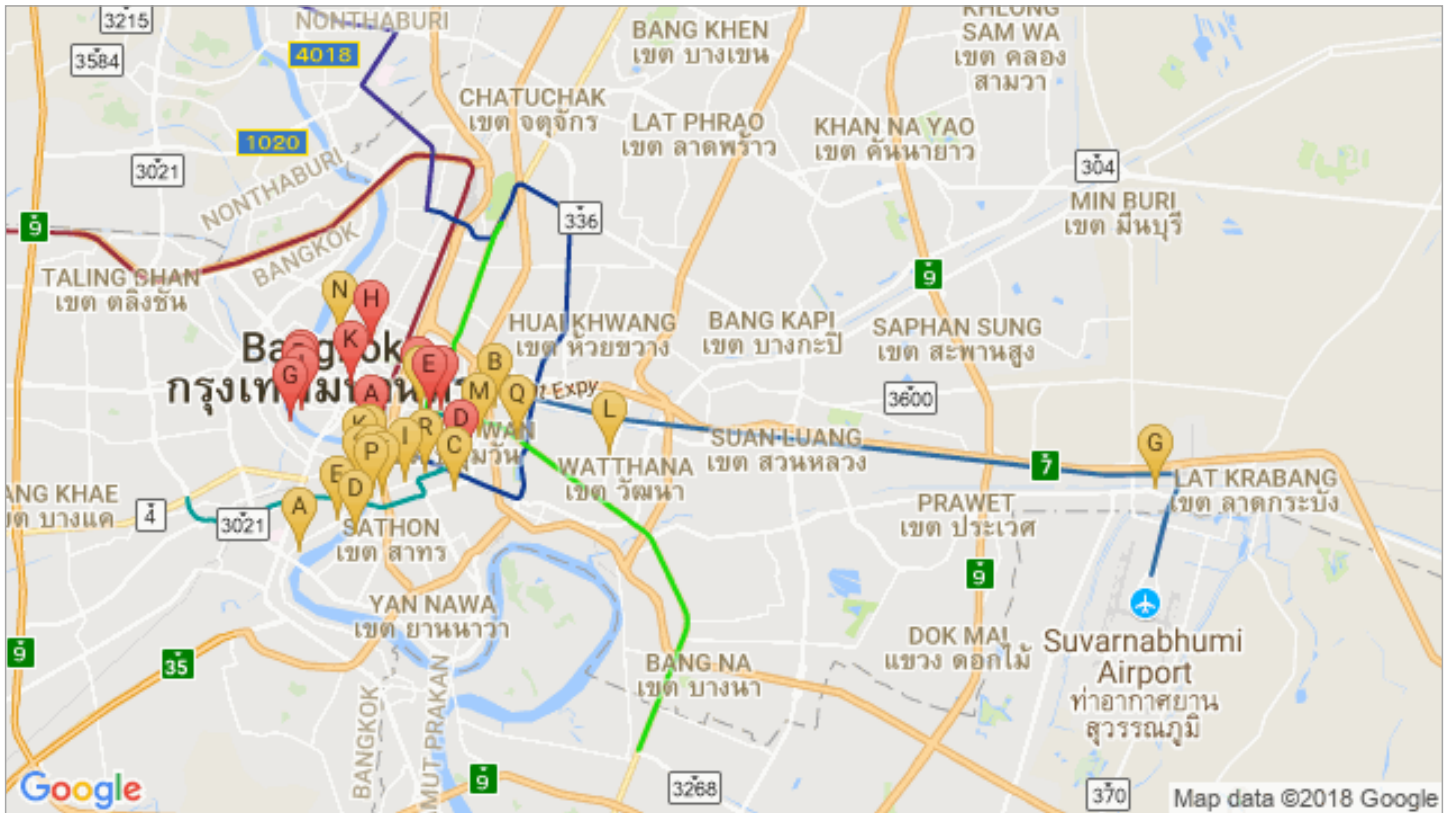 3215
NONTHABURI
3584
4018
BANG KHEN
เขต บางเขน
KHLONG
SAM WA
เขต คลอง
สามวา
CHATUCHAK
เขต จตุจักร
1020
LAT PHRAO
เขต ลาดพร้าว
KHAN NA YAO
เขต คันนายาว
3021
NONTHABURI
BANGKOK
304
MIN BURI
เขต มีนบุรี
9
336
TALING CHAN
เขต ตลิ่งชัน
9
N
H
K
HUAI KHWANG
เขต ห้วยขวาง
BANG KAPI
เขต บางกะปิ
SAPHAN SUNG
เขต สะพานสูง
G
E
B
A
M
Q
Expy
D
L
3600
K
I
R
C
P
SUAN LUANG
เขต สวนหลวง
WATTHANA
เขต วัฒนา
7
G
LAT KRABANG
เขต ลาดกระบัง
ANG KHAE
ขต บางแค
4
3021
A
E
D
SATHON
เขต สาทร
PRAWET
เขต ประเวศ
9
YAN NAWA
เขต ยานนาวา
DOK MAI
แขวง ดอกไม้
Suvarnabhumi
Airport
ท่าอากาศยาน
สุวรรณภูมิ
9
35
BANG NA
เขต บางนา
BANGKOK
AMUT PRAKAN
9
3268
370
Google
Map data ©2018 Google